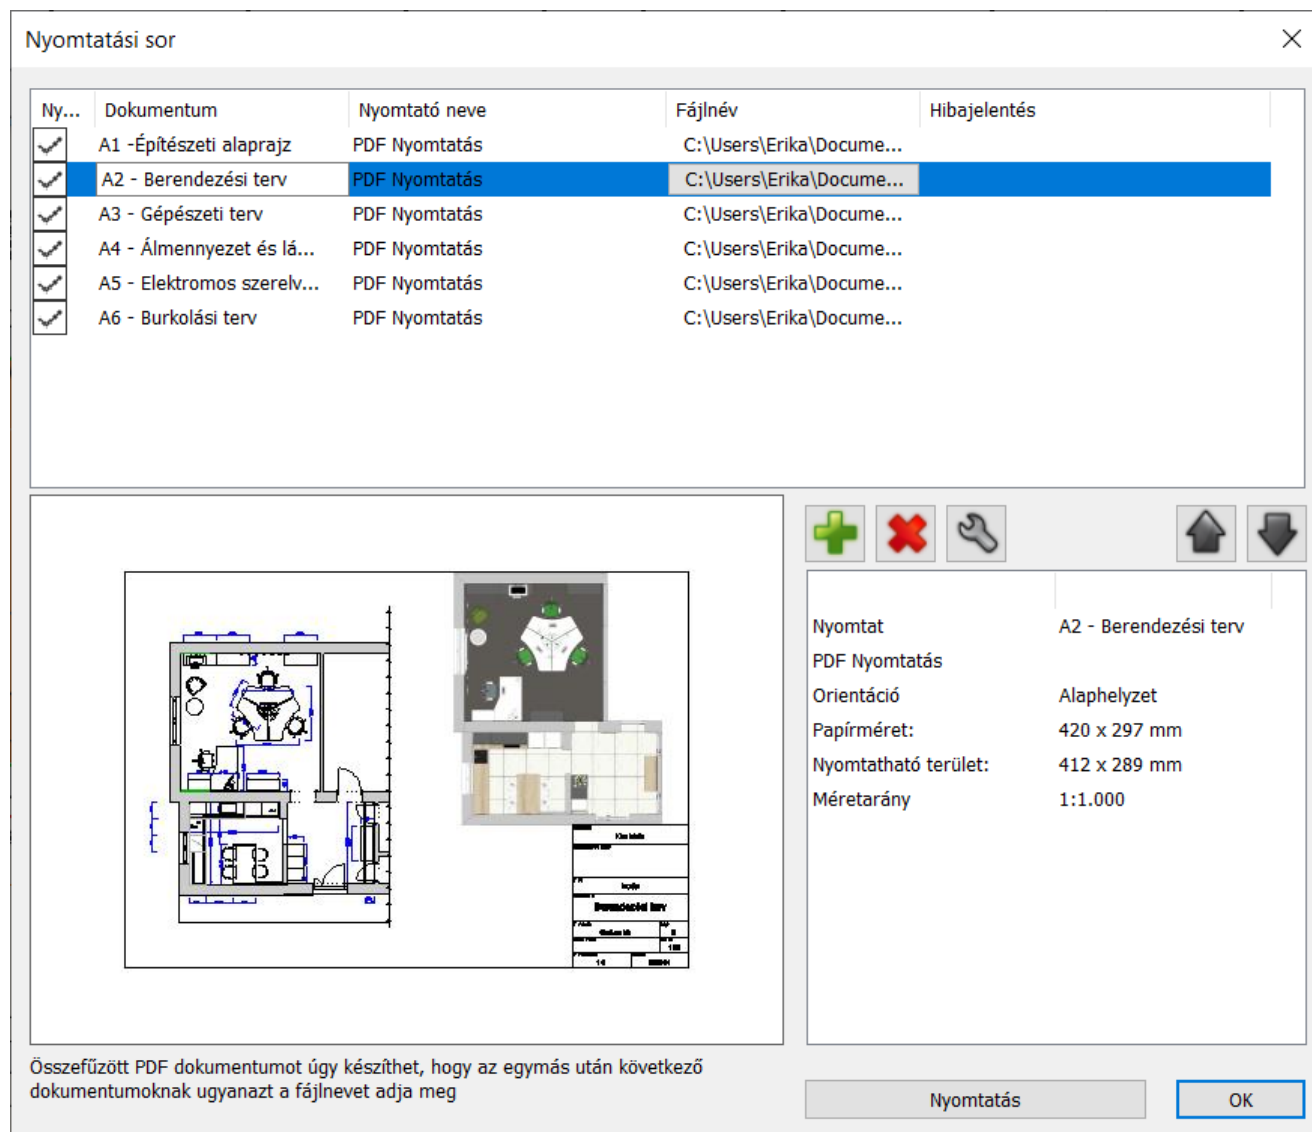 Nyomtatási sor
Ny... Dokumentum Nyomtató neve Fájlnév Hibajelentés
A1 -Építészeti alaprajz PDF Nyomtatás C:\Users\Erika\Docume...
A2 - Berendezési terv PDF Nyomtatás C:\Users\Erika\Docume...
A3 - Gépészeti terv PDF Nyomtatás C:\Users\Erika\Docume...
A4 - Álmennyezet és lá... PDF Nyomtatás C:\Users\Erika\Docume...
A5 - Elektromos szerelv... PDF Nyomtatás C:\Users\Erika\Docume...
A6 - Burkolási terv PDF Nyomtatás C:\Users\Erika\Docume...
Nyomtat A2 - Berendezési terv
PDF Nyomtatás
Orientáció Alaphelyzet
Papírméret: 420 x 297 mm
Nyomtatható terület: 412 x 289 mm
Méretarány 1:1.000
Berendezési terv
Összefűzött PDF dokumentumot úgy készíthet, hogy az egymás után következő
dokumentumoknak ugyanazt a fájlnevet adja meg
Nyomtatás OK